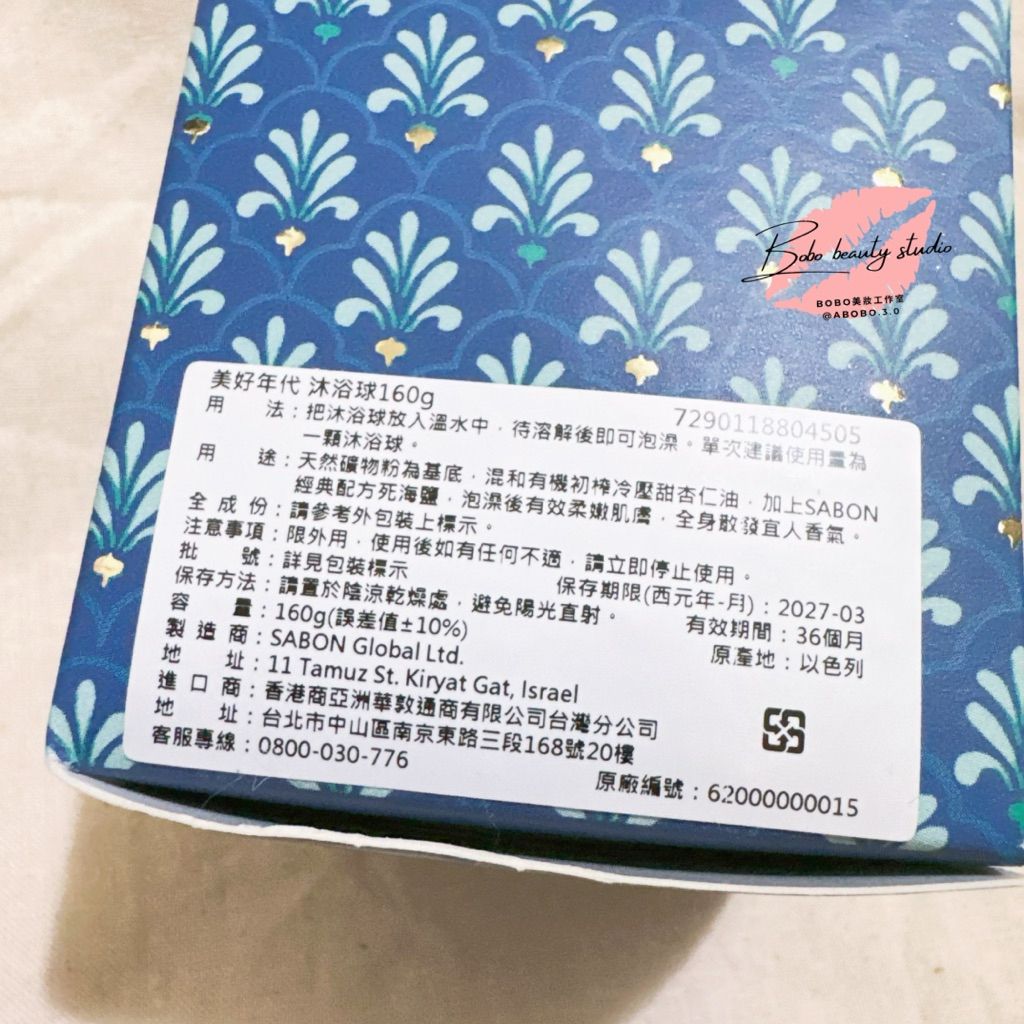 Bobo beauty studio
BOBO美妝工作室
@ABOBO.3.0
美好年代 沐浴球160g
7290118804505
用 法：把沐浴球放入溫水中，待溶解後即可泡澡。單次建議使用量為
一顆沐浴球。
用 途：天然礦物粉為基底，混和有機初榨冷壓甜杏仁油，加上SABON
經典配方死海鹽，泡澡後有效柔嫩肌膚，全身散發宜人香氣。
全成份：請參考外包裝上標示。
注意事項：限外用，使用後如有任何不適，請立即停止使用。
批 號：詳見包裝標示 保存期限(西元年-月)：2027-03
保存方法：請置於陰涼乾燥處，避免陽光直射。 有效期間：36個月
容 量：160g(誤差值±10%) 原產地：以色列
製造商：SABON Global Ltd.
地 址：11 Tamuz St. Kiryat Gat, Israel
進口商：香港商亞洲華敦通商有限公司台灣分公司
地 址：台北市中山區南京東路三段168號20樓
客服專線：0800-030-776
原廠編號：62000000015